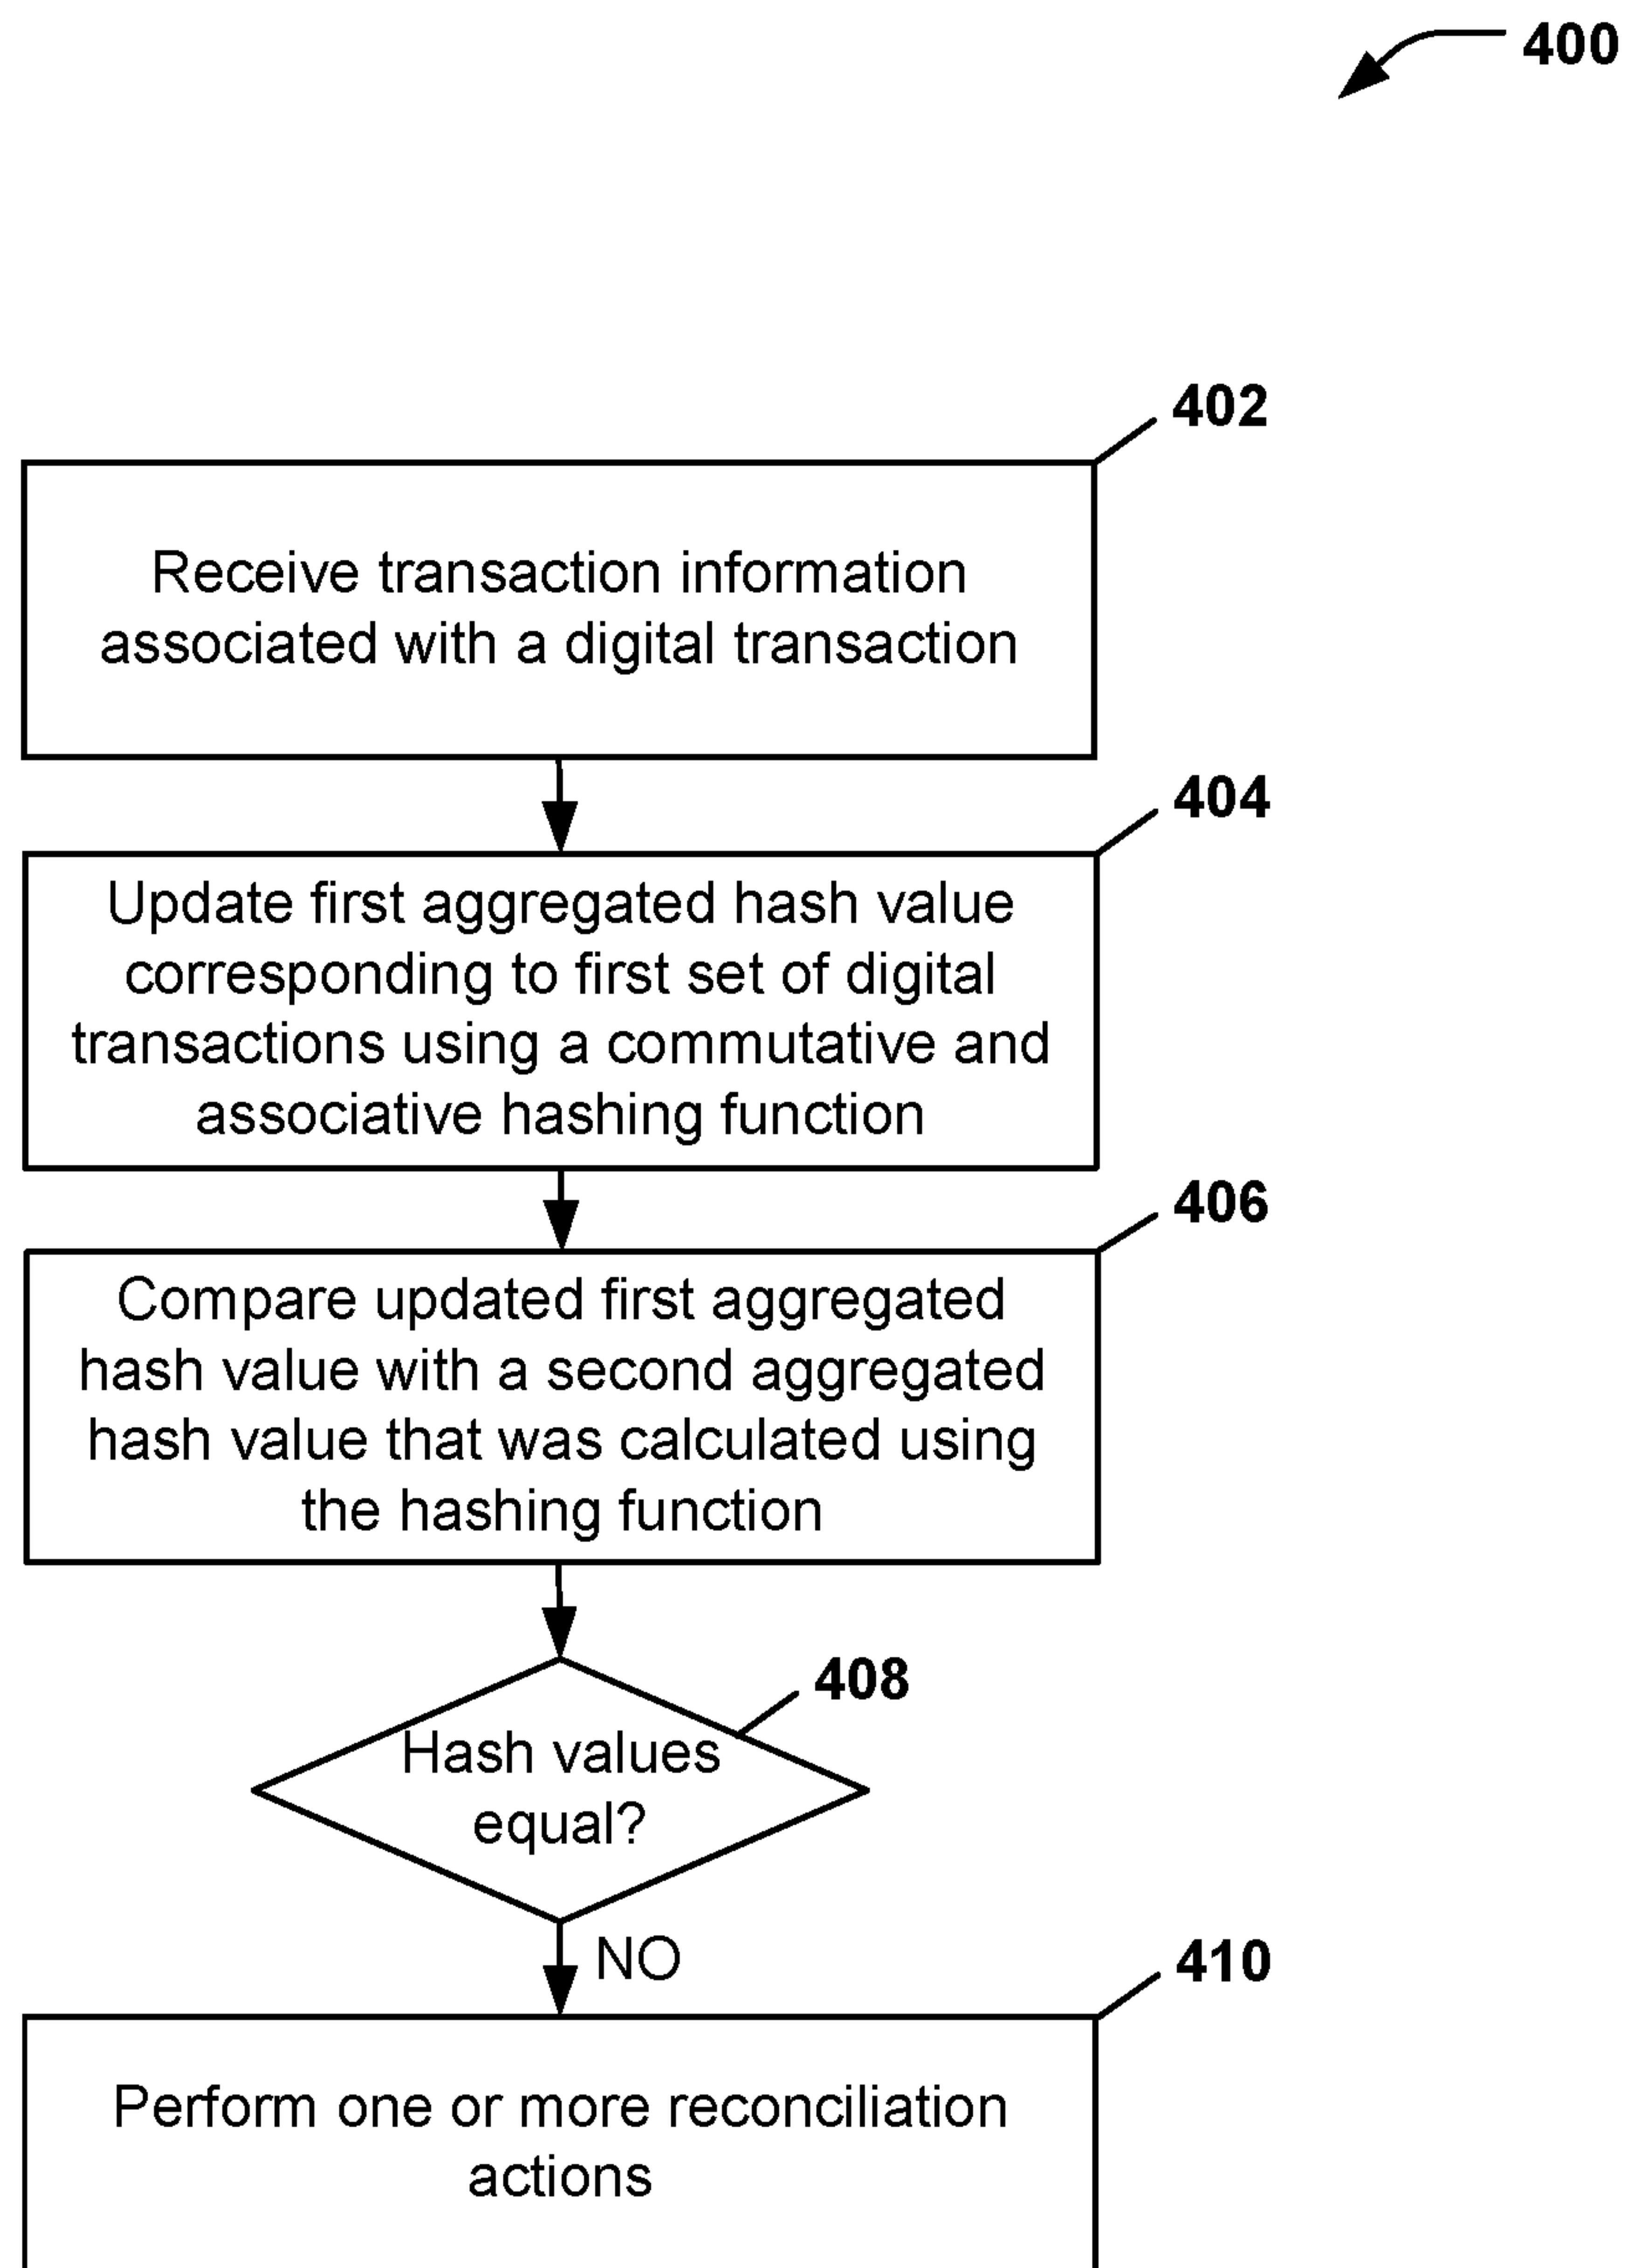 400
402
Receive transaction information
associated with a digital transaction
404
Update first aggregated hash value
corresponding to first set of digital
transactions using a commutative and
associative hashing function
406
Compare updated first aggregated
hash value with a second aggregated
hash value that was calculated using
the hashing function
408
Hash values
equal?
NO
410
Perform one or more reconciliation
actions